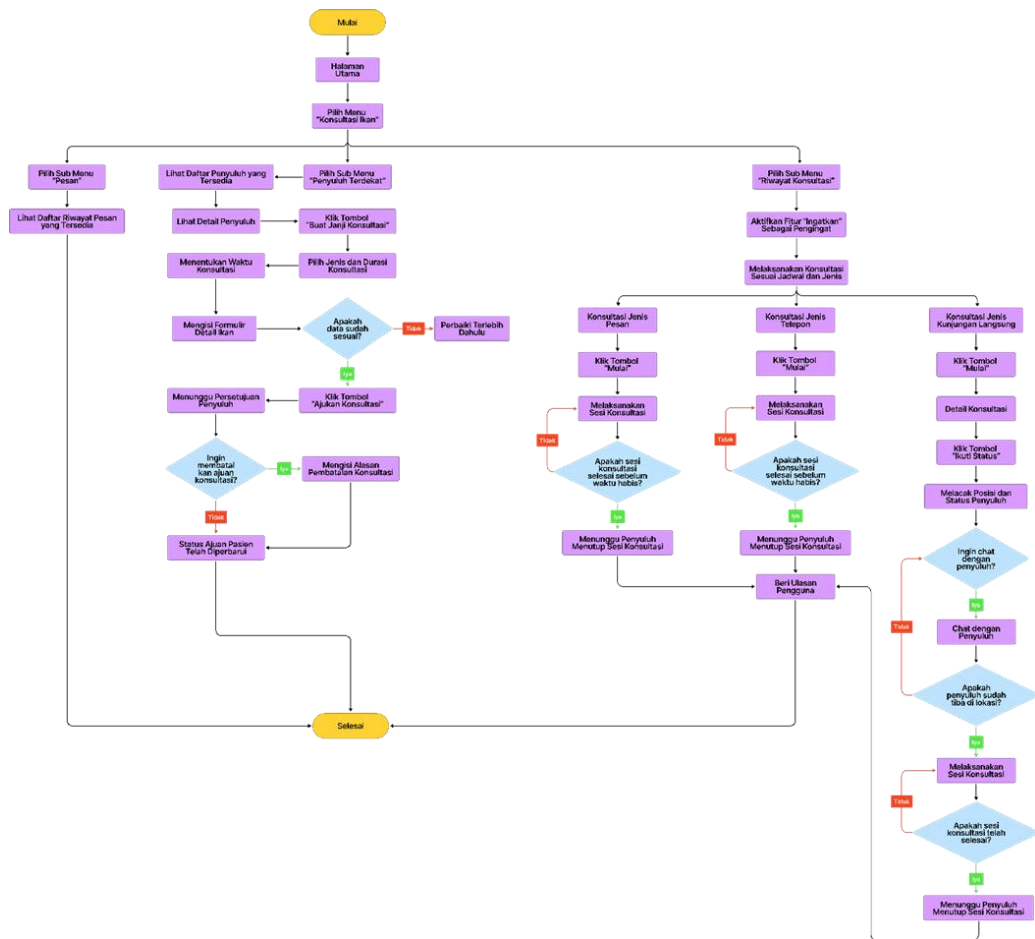 Mulai
Halaman
Utama
Pilih Menu
"Konsultasi Ikan"
Pilih Sub Menu
"Pesan"
Lihat Daftar Riwayat Pesan
yang Tersedia
Pilih Sub Menu
"Penyuluh Terdekat"
Lihat Daftar Penyuluh yang
Tersedia
Lihat Detail Penyuluh
Klik Tombol
"Buat Janji Konsultasi"
Pilih Jenis dan Durasi
Konsultasi
Menentukan Waktu
Konsultasi
Mengisi Formulir
Detail Ikan
Apakah
data sudah
sesuai?
Tidak
Perbaiki Terlebih
Dahulu
Iya
Klik Tombol
"Ajukan Konsultasi"
Menunggu Persetujuan
Penyuluh
Ingin
membatal
kan ajuan
konsultasi?
Iya
Mengisi Alasan
Pembatalan Konsultasi
Tidak
Status Ajuan Pasien
Telah Diperbarui
Pilih Sub Menu
"Riwayat Konsultasi"
Aktifkan Fitur "Ingatkan"
Sebagai Pengingat
Melaksanakan Konsultasi
Sesuai Jadwal dan Jenis
Konsultasi Jenis
Pesan
Klik Tombol
"Mulai"
Melaksanakan
Sesi Konsultasi
Tidak
Apakah sesi
konsultasi
selesai sebelum
waktu habis?
Iya
Menunggu Penyuluh
Menutup Sesi Konsultasi
Konsultasi Jenis
Telepon
Klik Tombol
"Mulai"
Melaksanakan
Sesi Konsultasi
Tidak
Apakah sesi
konsultasi
selesai sebelum
waktu habis?
Iya
Menunggu Penyuluh
Menutup Sesi Konsultasi
Beri Ulasan
Pengguna
Konsultasi Jenis
Kunjungan Langsung
Klik Tombol
"Mulai"
Detail Konsultasi
Klik Tombol
"Ikuti Status"
Melacak Posisi dan
Status Penyuluh
Ingin chat
dengan
penyuluh?
Iya
Tidak
Chat dengan
Penyuluh
Apakah
penyuluh sudah
tiba di lokasi?
Iya
Melaksanakan
Sesi Konsultasi
Tidak
Apakah sesi
konsultasi telah
selesai?
Iya
Menunggu Penyuluh
Menutup Sesi Konsultasi
Selesai